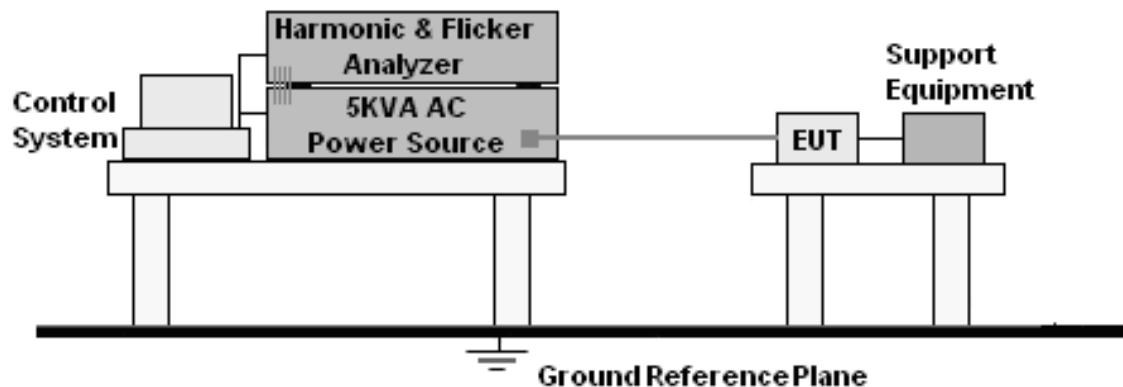 Harmonic & Flicker
Analyzer
Control
System
5KVA AC
Power Source
EUT
Support
Equipment
Ground Reference Plane